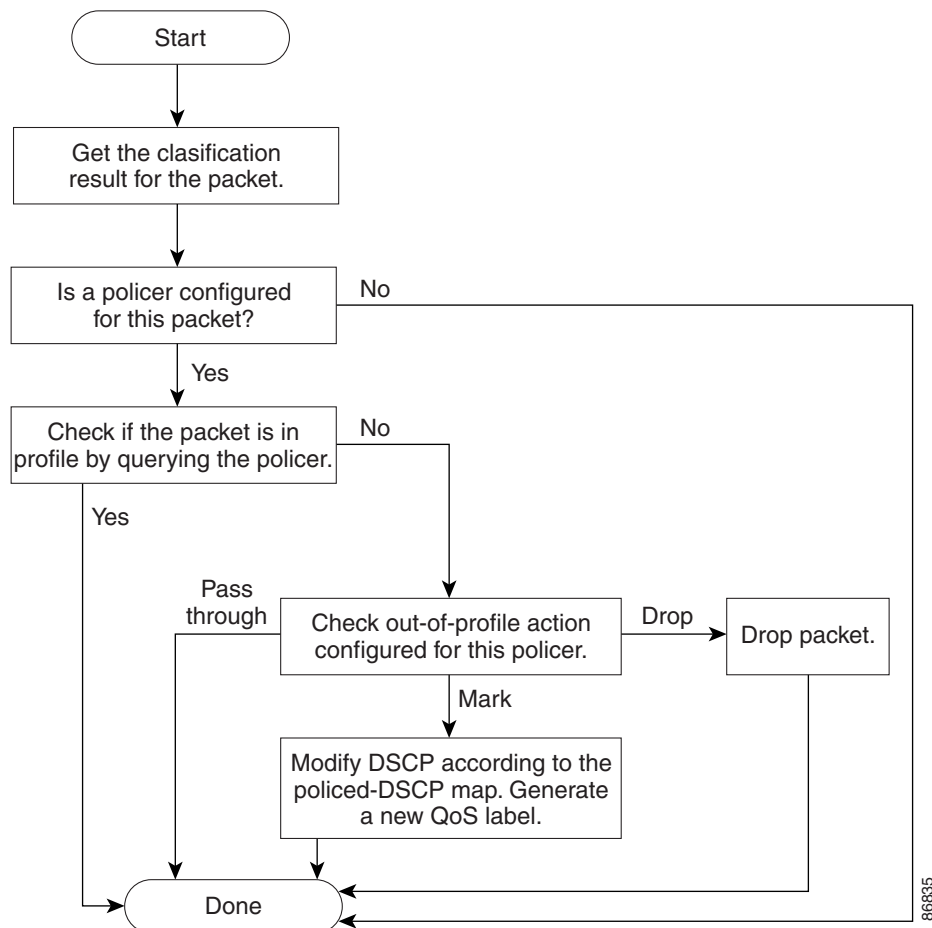 Start
Get the clasification
result for the packet.
Is a policer configured
for this packet?
No
Yes
Check if the packet is in
profile by querying the policer.
No
Yes
Pass
through
Check out-of-profile action
configured for this policer.
Drop
Drop packet.
Mark
Modify DSCP according to the
policed-DSCP map. Generate
a new QoS label.
Done
86835